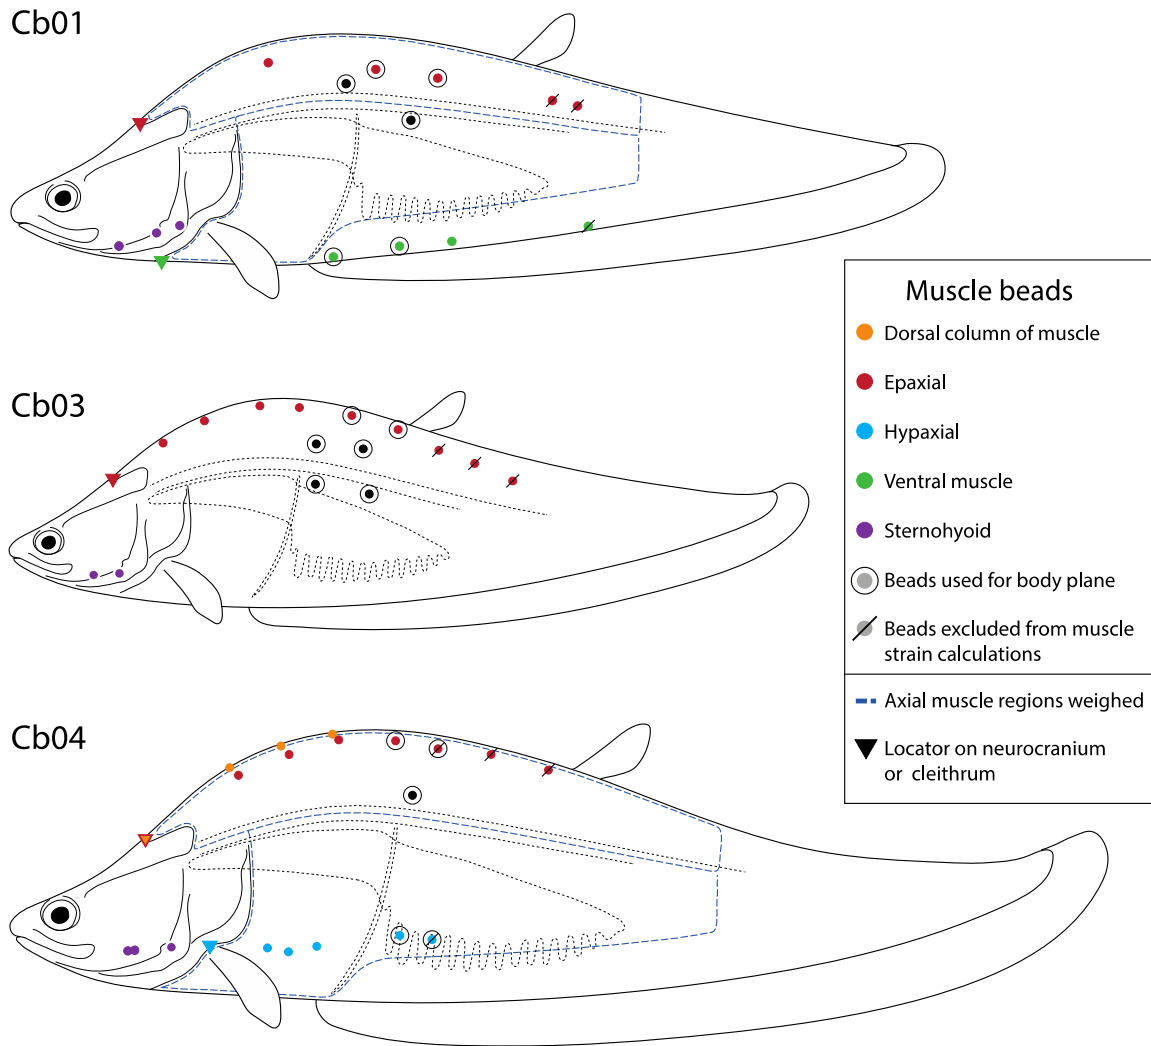 Cb01
Cb03
Cb04
Muscle beads
Dorsal column of muscle
Epaxial
Hypaxial
Ventral muscle
Sternohyoid
Beads used for body plane
Beads excluded from muscle
strain calculations
Axial muscle regions weighed
Locator on neurocranium
or cleithrum